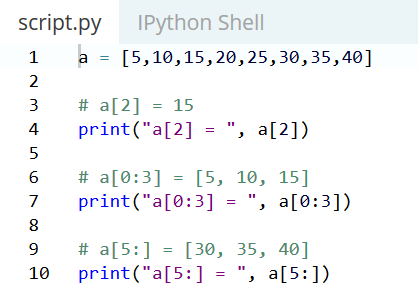 script.py IPython Shell
1 a = [5,10,15,20,25,30,35,40]
2
3 # a[2] = 15
4 print("a[2] = ", a[2])
5
6 # a[0:3] = [5, 10, 15]
7 print("a[0:3] = ", a[0:3])
8
9 # a[5:] = [30, 35, 40]
10 print("a[5:] = ", a[5:])